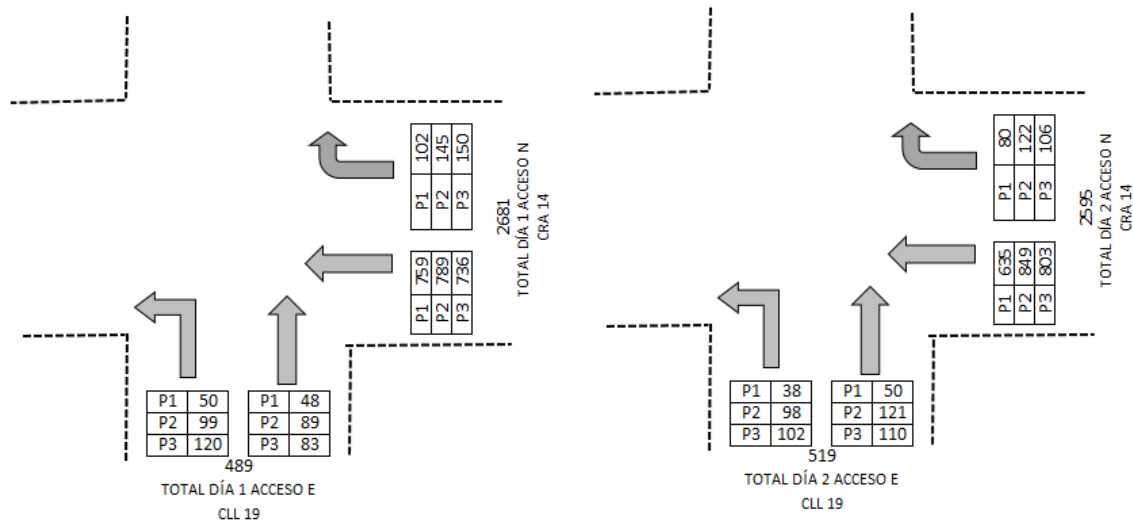 P1 102
P2 145
P3 150
P1 759
P2 789
P3 736
2681
TOTAL DÍA 1 ACCESO N
CRA 14
P1 50
P2 99
P3 120
P1 48
P2 89
P3 83
489
TOTAL DÍA 1 ACCESO E
CLL 19
P1 80
P2 122
P3 106
P1 635
P2 849
P3 803
2595
TOTAL DÍA 2 ACCESO N
CRA 14
P1 38
P2 98
P3 102
P1 50
P2 121
P3 110
519
TOTAL DÍA 2 ACCESO E
CLL 19